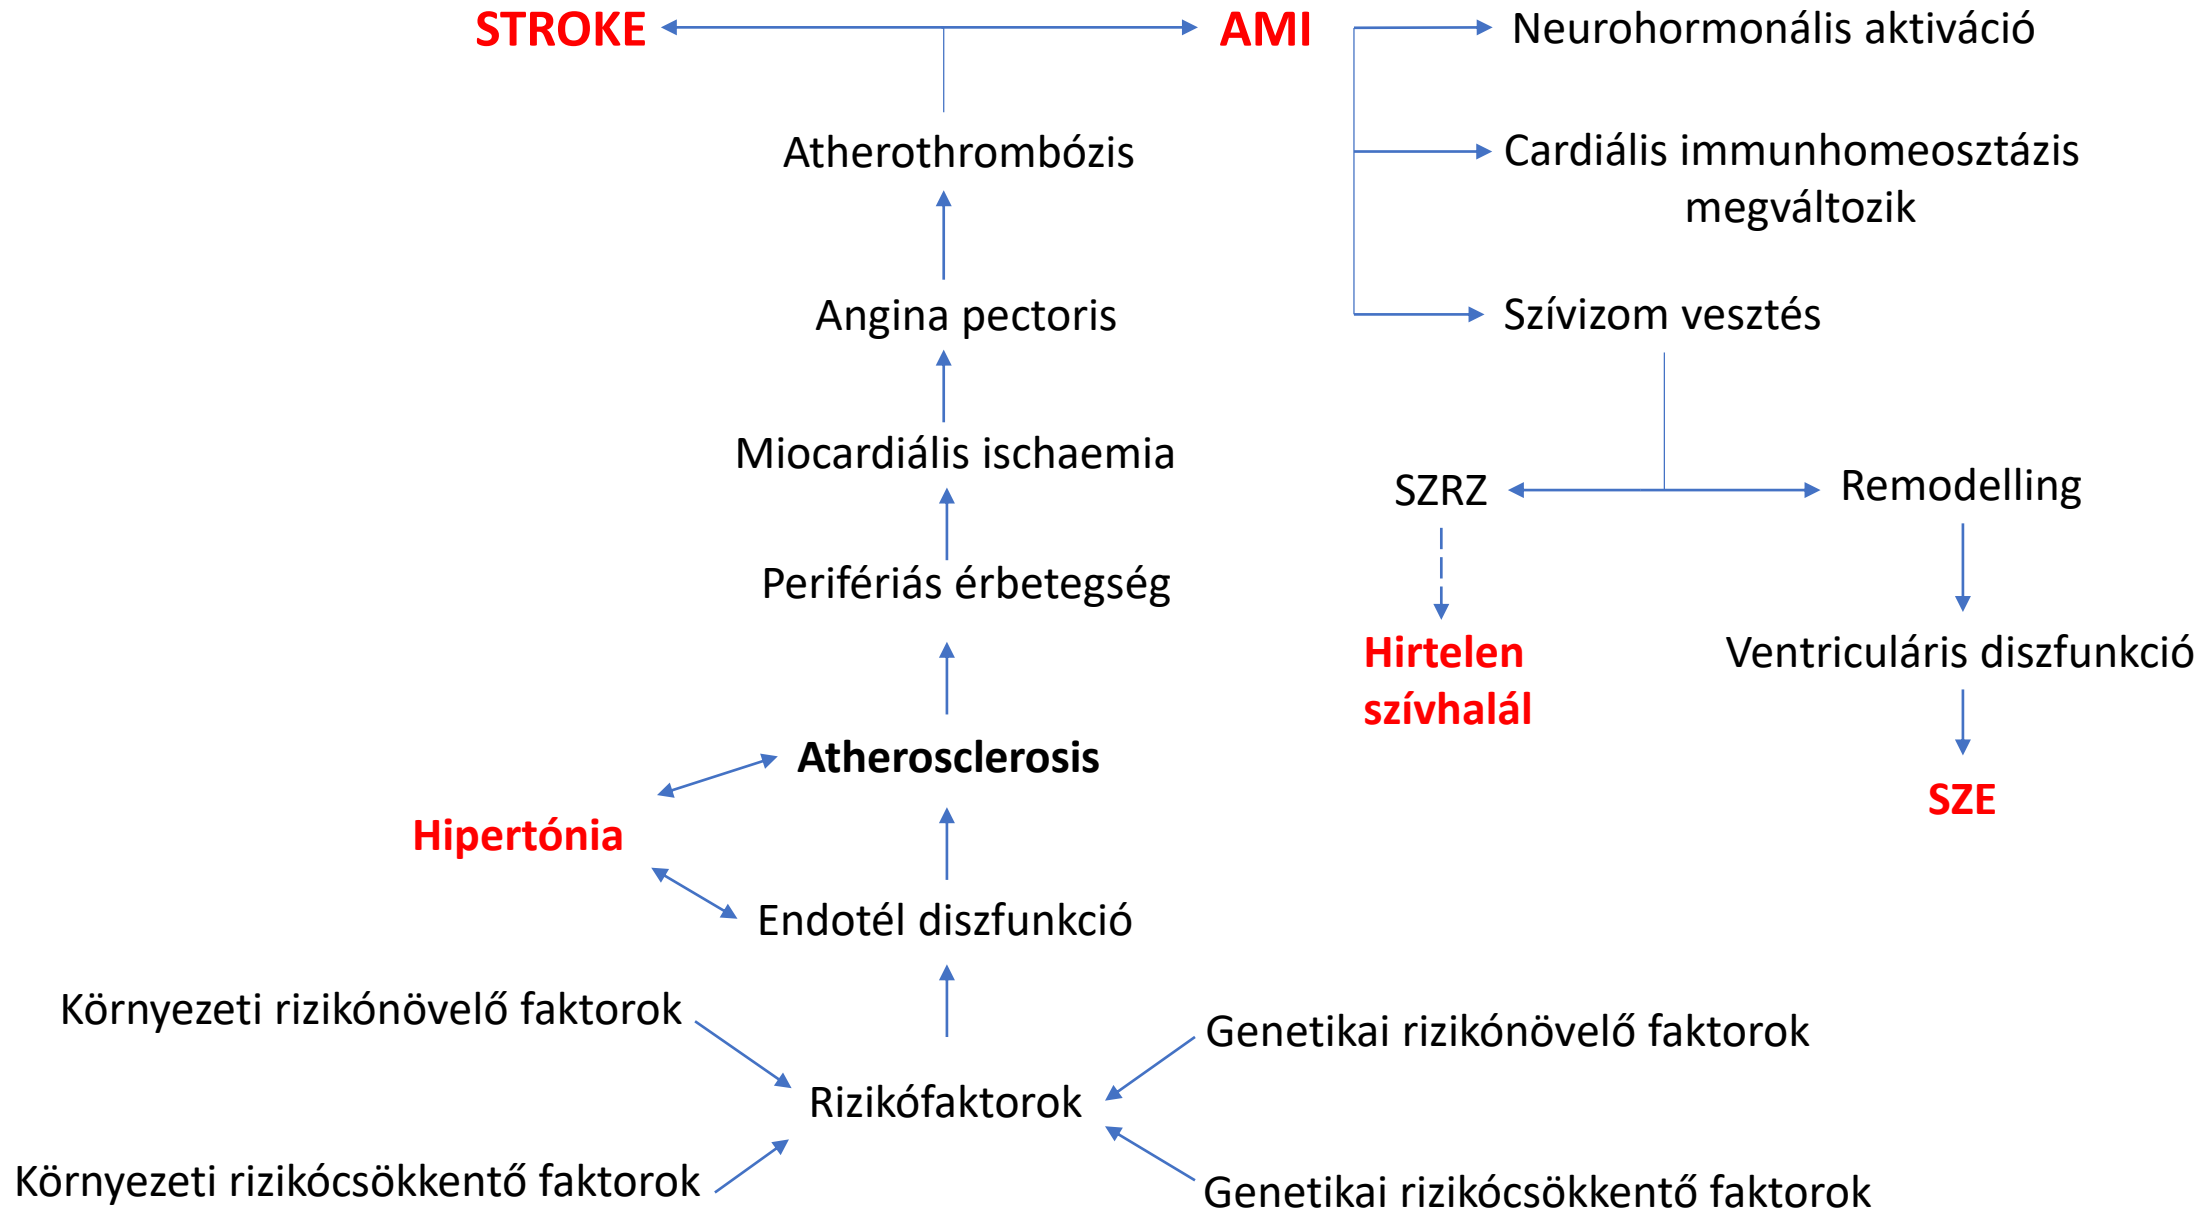 STROKE
AMI
Neurohormonális aktiváció
Atherothrombózis
Cardiális immunhomeosztázis
megváltozik
Angina pectoris
Szívizom vesztés
Miocardiális ischaemia
SZRZ
Remodelling
Perifériás érbetegség
Hirtelen
szívhalál
Ventriculáris diszfunkció
Atherosclerosis
SZE
Hipertónia
Endotél diszfunkció
Környezeti rizikónövelő faktorok
Genetikai rizikónövelő faktorok
Rizikófaktorok
Környezeti rizikócsökkentő faktorok
Genetikai rizikócsökkentő faktorok